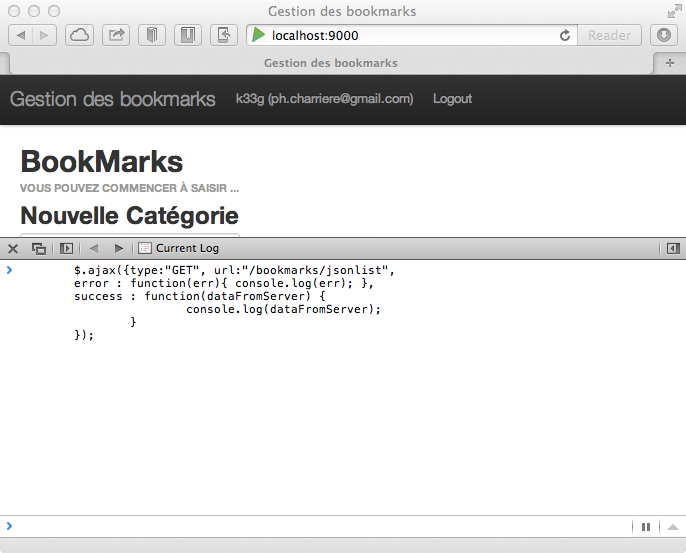 Gestion des bookmarks
localhost:9000
Reader
Gestion des bookmarks
Gestion des bookmarks k33g (ph.charriere@gmail.com) Logout
BookMarks
VOUS POUVEZ COMMENCER À SAISIR ...
Nouvelle Catégorie
Current Log
$.ajax({type:"GET", url:"/bookmarks/jsonlist",
error : function(err){ console.log(err); },
success : function(dataFromServer) {
console.log(dataFromServer);
}
});